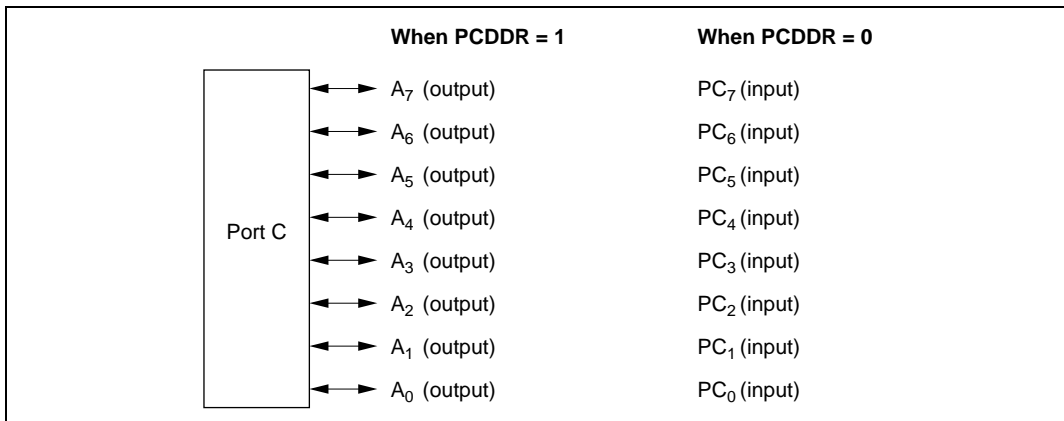 When PCDDR = 1 When PCDDR = 0
A7 (output) PC7 (input)
A6 (output) PC6 (input)
A5 (output) PC5 (input)
Port C A4 (output) PC4 (input)
A3 (output) PC3 (input)
A2 (output) PC2 (input)
A1 (output) PC1 (input)
A0 (output) PC0 (input)